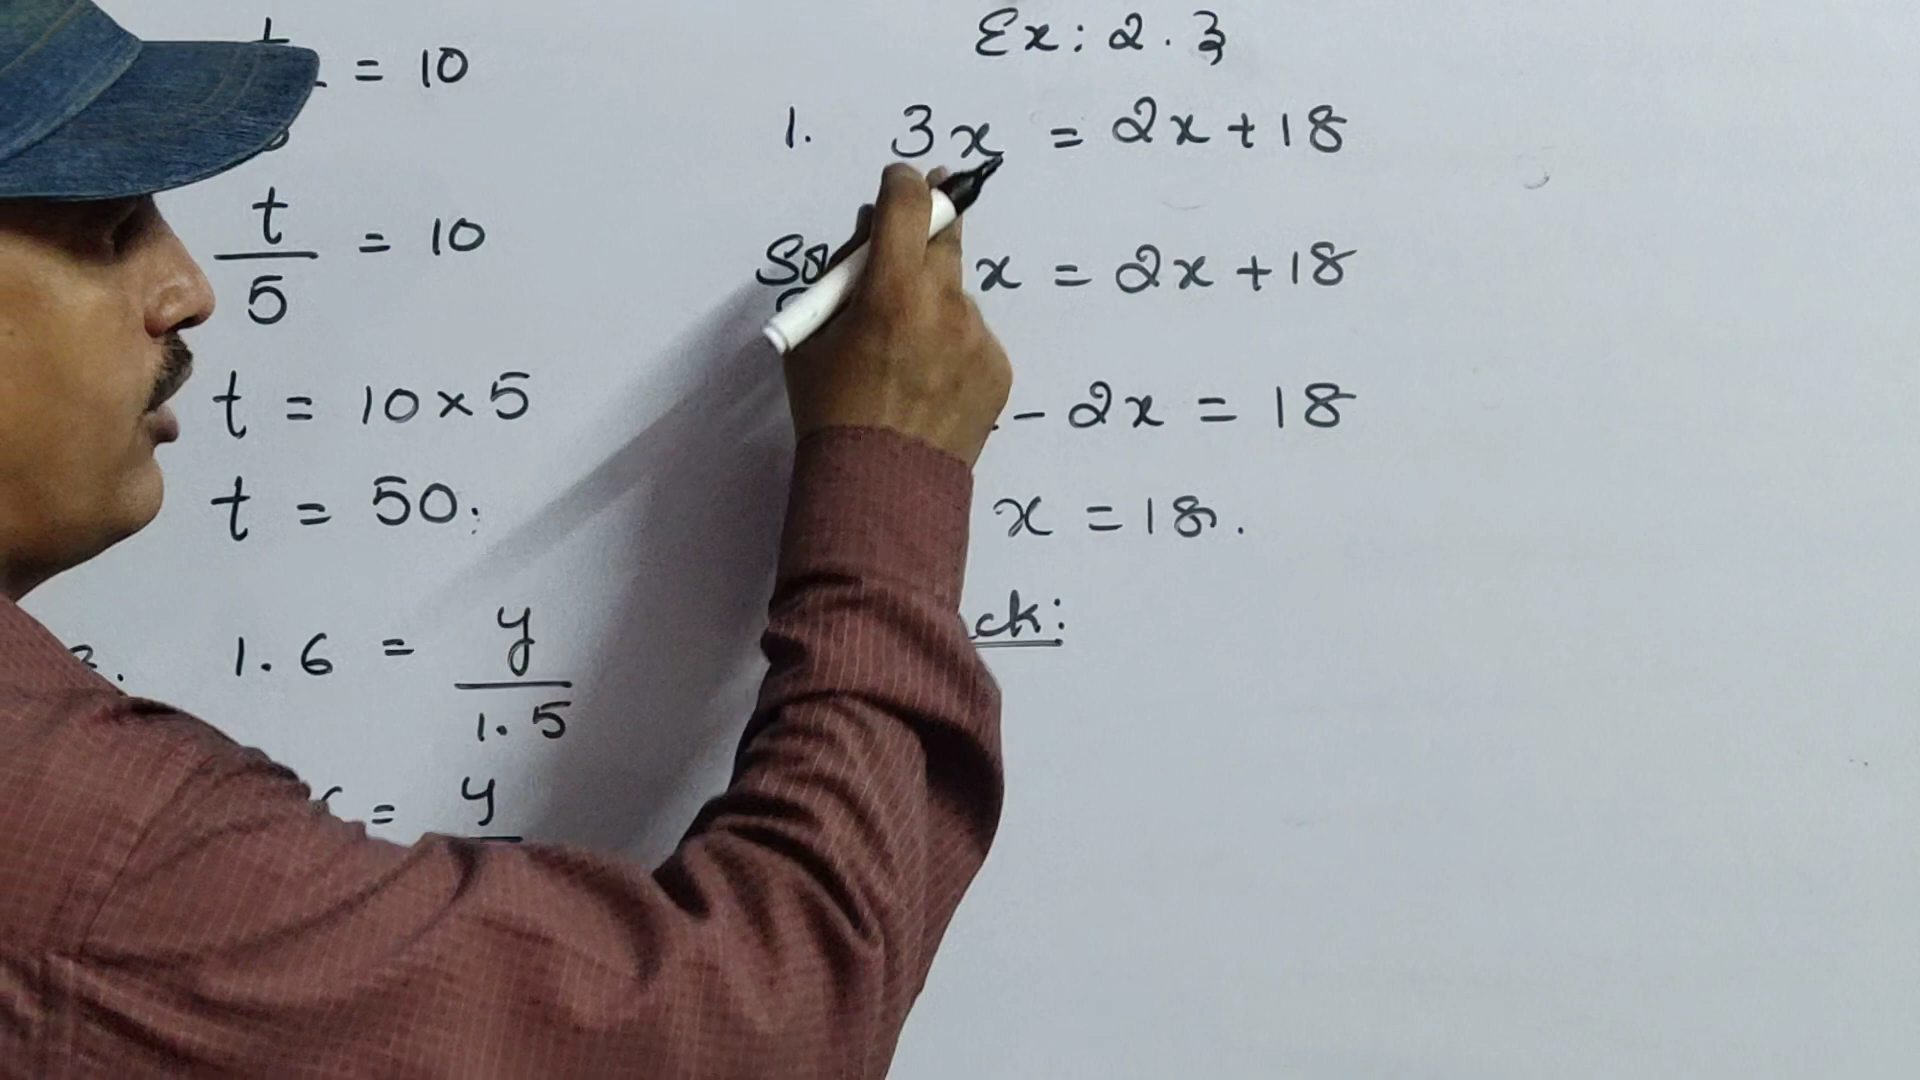 = 10
t/5 = 10
t = 10 × 5
t = 50.
1.6 = y/1.5
= y
Ex: 2.3
1. 3x = 2x + 18
x = 2x + 18
- 2x = 18
x = 18.
ck: